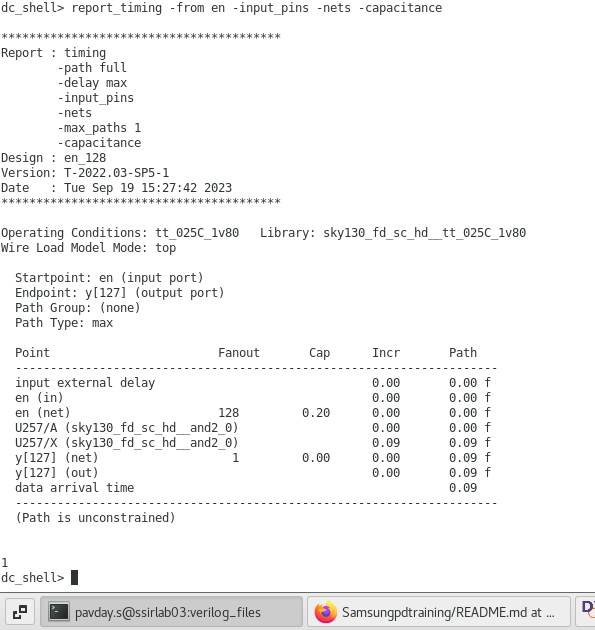 dc_shell> report_timing -from en -input_pins -nets -capacitance
****************************************
Report : timing
        -path full
        -delay max
        -input_pins
        -nets
        -max_paths 1
        -capacitance
Design : en_128
Version: T-2022.03-SP5-1
Date   : Tue Sep 19 15:27:42 2023
****************************************
Operating Conditions: tt_025C_1v80   Library: sky130_fd_sc_hd__tt_025C_1v80
Wire Load Model Mode: top
  Startpoint: en (input port)
  Endpoint: y[127] (output port)
  Path Group: (none)
  Path Type: max
  Point                        Fanout       Cap      Incr       Path
  ---------------------------------------------------------------------
  input external delay                               0.00       0.00 f
  en (in)                                            0.00       0.00 f
  en (net)                     128         0.20      0.00       0.00 f
  U257/A (sky130_fd_sc_hd__and2_0)                   0.00       0.00 f
  U257/X (sky130_fd_sc_hd__and2_0)                   0.09       0.09 f
  y[127] (net)                   1         0.00      0.00       0.09 f
  y[127] (out)                                       0.00       0.09 f
  data arrival time                                             0.09
  ---------------------------------------------------------------------
  (Path is unconstrained)
1
dc_shell>
pavday.s@ssirlab03:verilog_files
Samsungpdtraining/README.md at ...